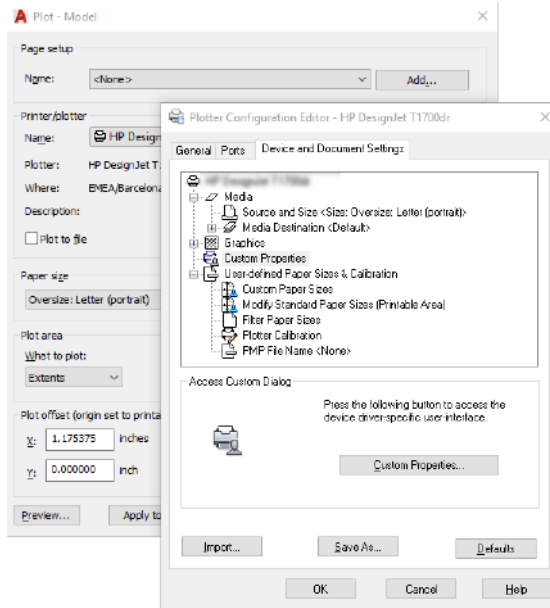 Plot - Model
Page setup
Name:
<None>
Add...
Printer/plotter
Name:
HP Design
Plotter:
HP DesignJet T
Where:
EMEA/Barcelona
Description:
Plot to file
Paper size
Oversize: Letter (portrait)
Plot area
What to plot:
Extents
Plot offset (origin set to printa
X:
1.175375
inches
Y:
0.000000
inch
Preview...
Apply to
Plotter Configuration Editor - HP DesignJet T1700dr
General
Ports
Device and Document Settings
Media
Source and Size <Size: Oversize: Letter (portrait)>
Media Destination <Default>
Graphics
Custom Properties
User-defined Paper Sizes & Calibration
Custom Paper Sizes
Modify Standard Paper Sizes (Printable Area)
Filter Paper Sizes
Plotter Calibration
PMP File Name <None>
Access Custom Dialog
Press the following button to access the
device driver-specific user-interface.
Custom Properties...
Import...
Save As...
Defaults
OK
Cancel
Help